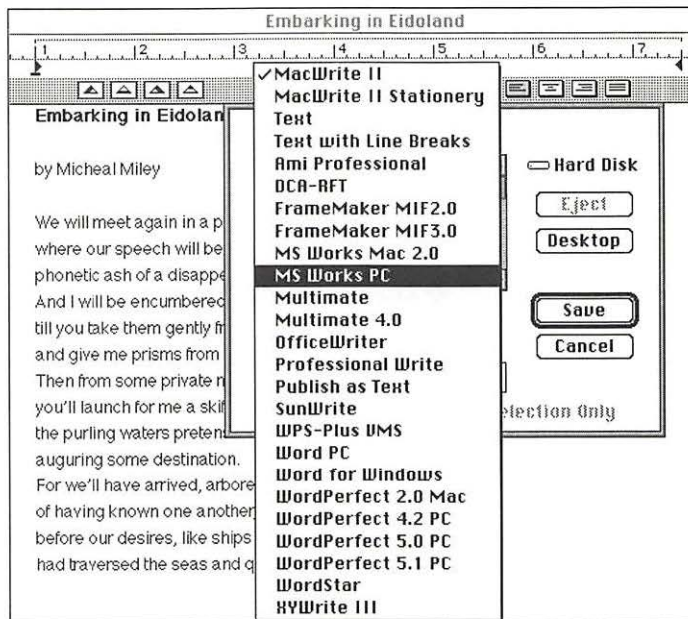 Embarking in Eidoland
1 2 3 4 5 6 7
Embarking in Eidolan
by Micheal Miley
We will meet again in a p
where our speech will be
phonetic ash of a disappe
And I will be encumbered
till you take them gently fr
and give me prisms from
Then from some private n
you'll launch for me a skif
the purling waters preten
auguring some destination.
For we'll have arrived, arbore
of having known one another
before our desires, like ships
had traversed the seas and q
✓MacWrite II
MacWrite II Stationery
Text
Text with Line Breaks
Ami Professional
DCA-RFT
FrameMaker MIF2.0
FrameMaker MIF3.0
MS Works Mac 2.0
MS Works PC
Multimate
Multimate 4.0
OfficeWriter
Professional Write
Publish as Text
SunWrite
WPS-Plus VMS
Word PC
Word for Windows
WordPerfect 2.0 Mac
WordPerfect 4.2 PC
WordPerfect 5.0 PC
WordPerfect 5.1 PC
WordStar
XYWrite III
Hard Disk
Eject
Desktop
Save
Cancel
election Only